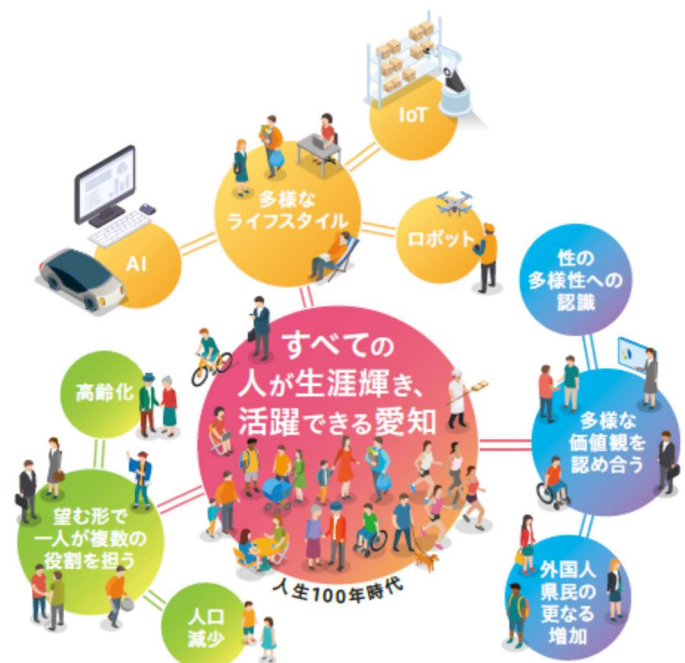 IoT
多様な
ライフスタイル
AI
ロボット
性の
多様性への
認識
すべての
人が生涯輝き、
活躍できる愛知
人生100年時代
高齢化
多様な
価値観を
認め合う
望む形で
一人が複数の
役割を担う
外国人
県民の
更なる
増加
人口
減少